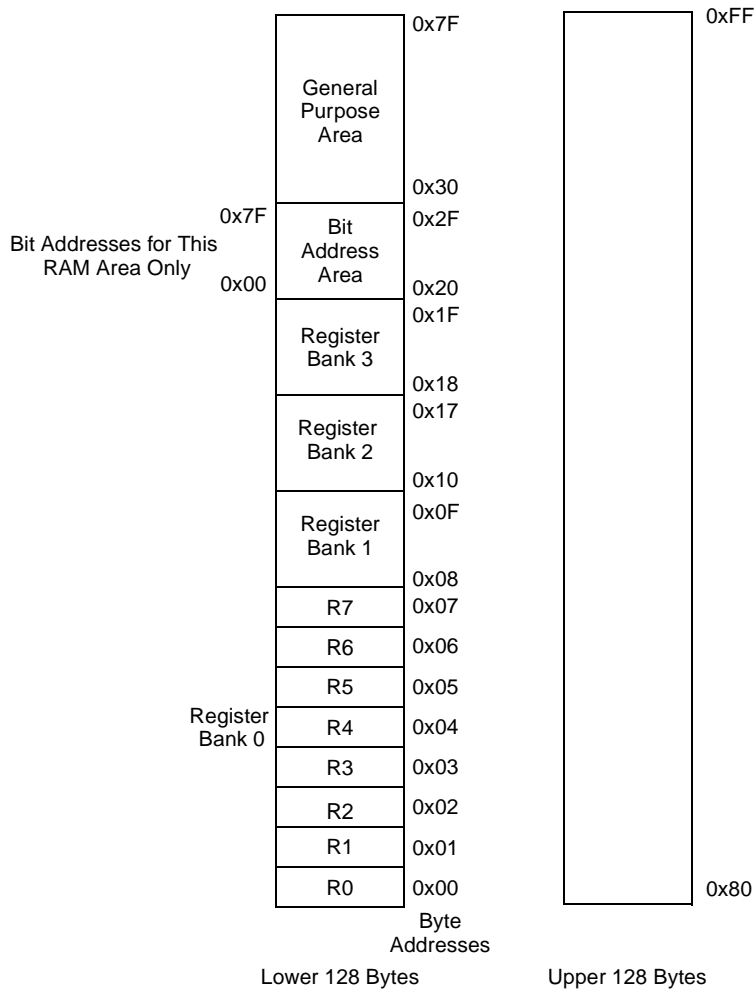 0x7F
0xFF
General
Purpose
Area
0x30
0x7F
Bit
Address
Area
0x2F
Bit Addresses for This
RAM Area Only
0x00
0x20
0x1F
Register
Bank 3
0x18
0x17
Register
Bank 2
0x10
0x0F
Register
Bank 1
0x08
R7
0x07
R6
0x06
R5
0x05
Register
Bank 0
R4
0x04
R3
0x03
R2
0x02
R1
0x01
R0
0x00
0x80
Byte
Addresses
Lower 128 Bytes
Upper 128 Bytes